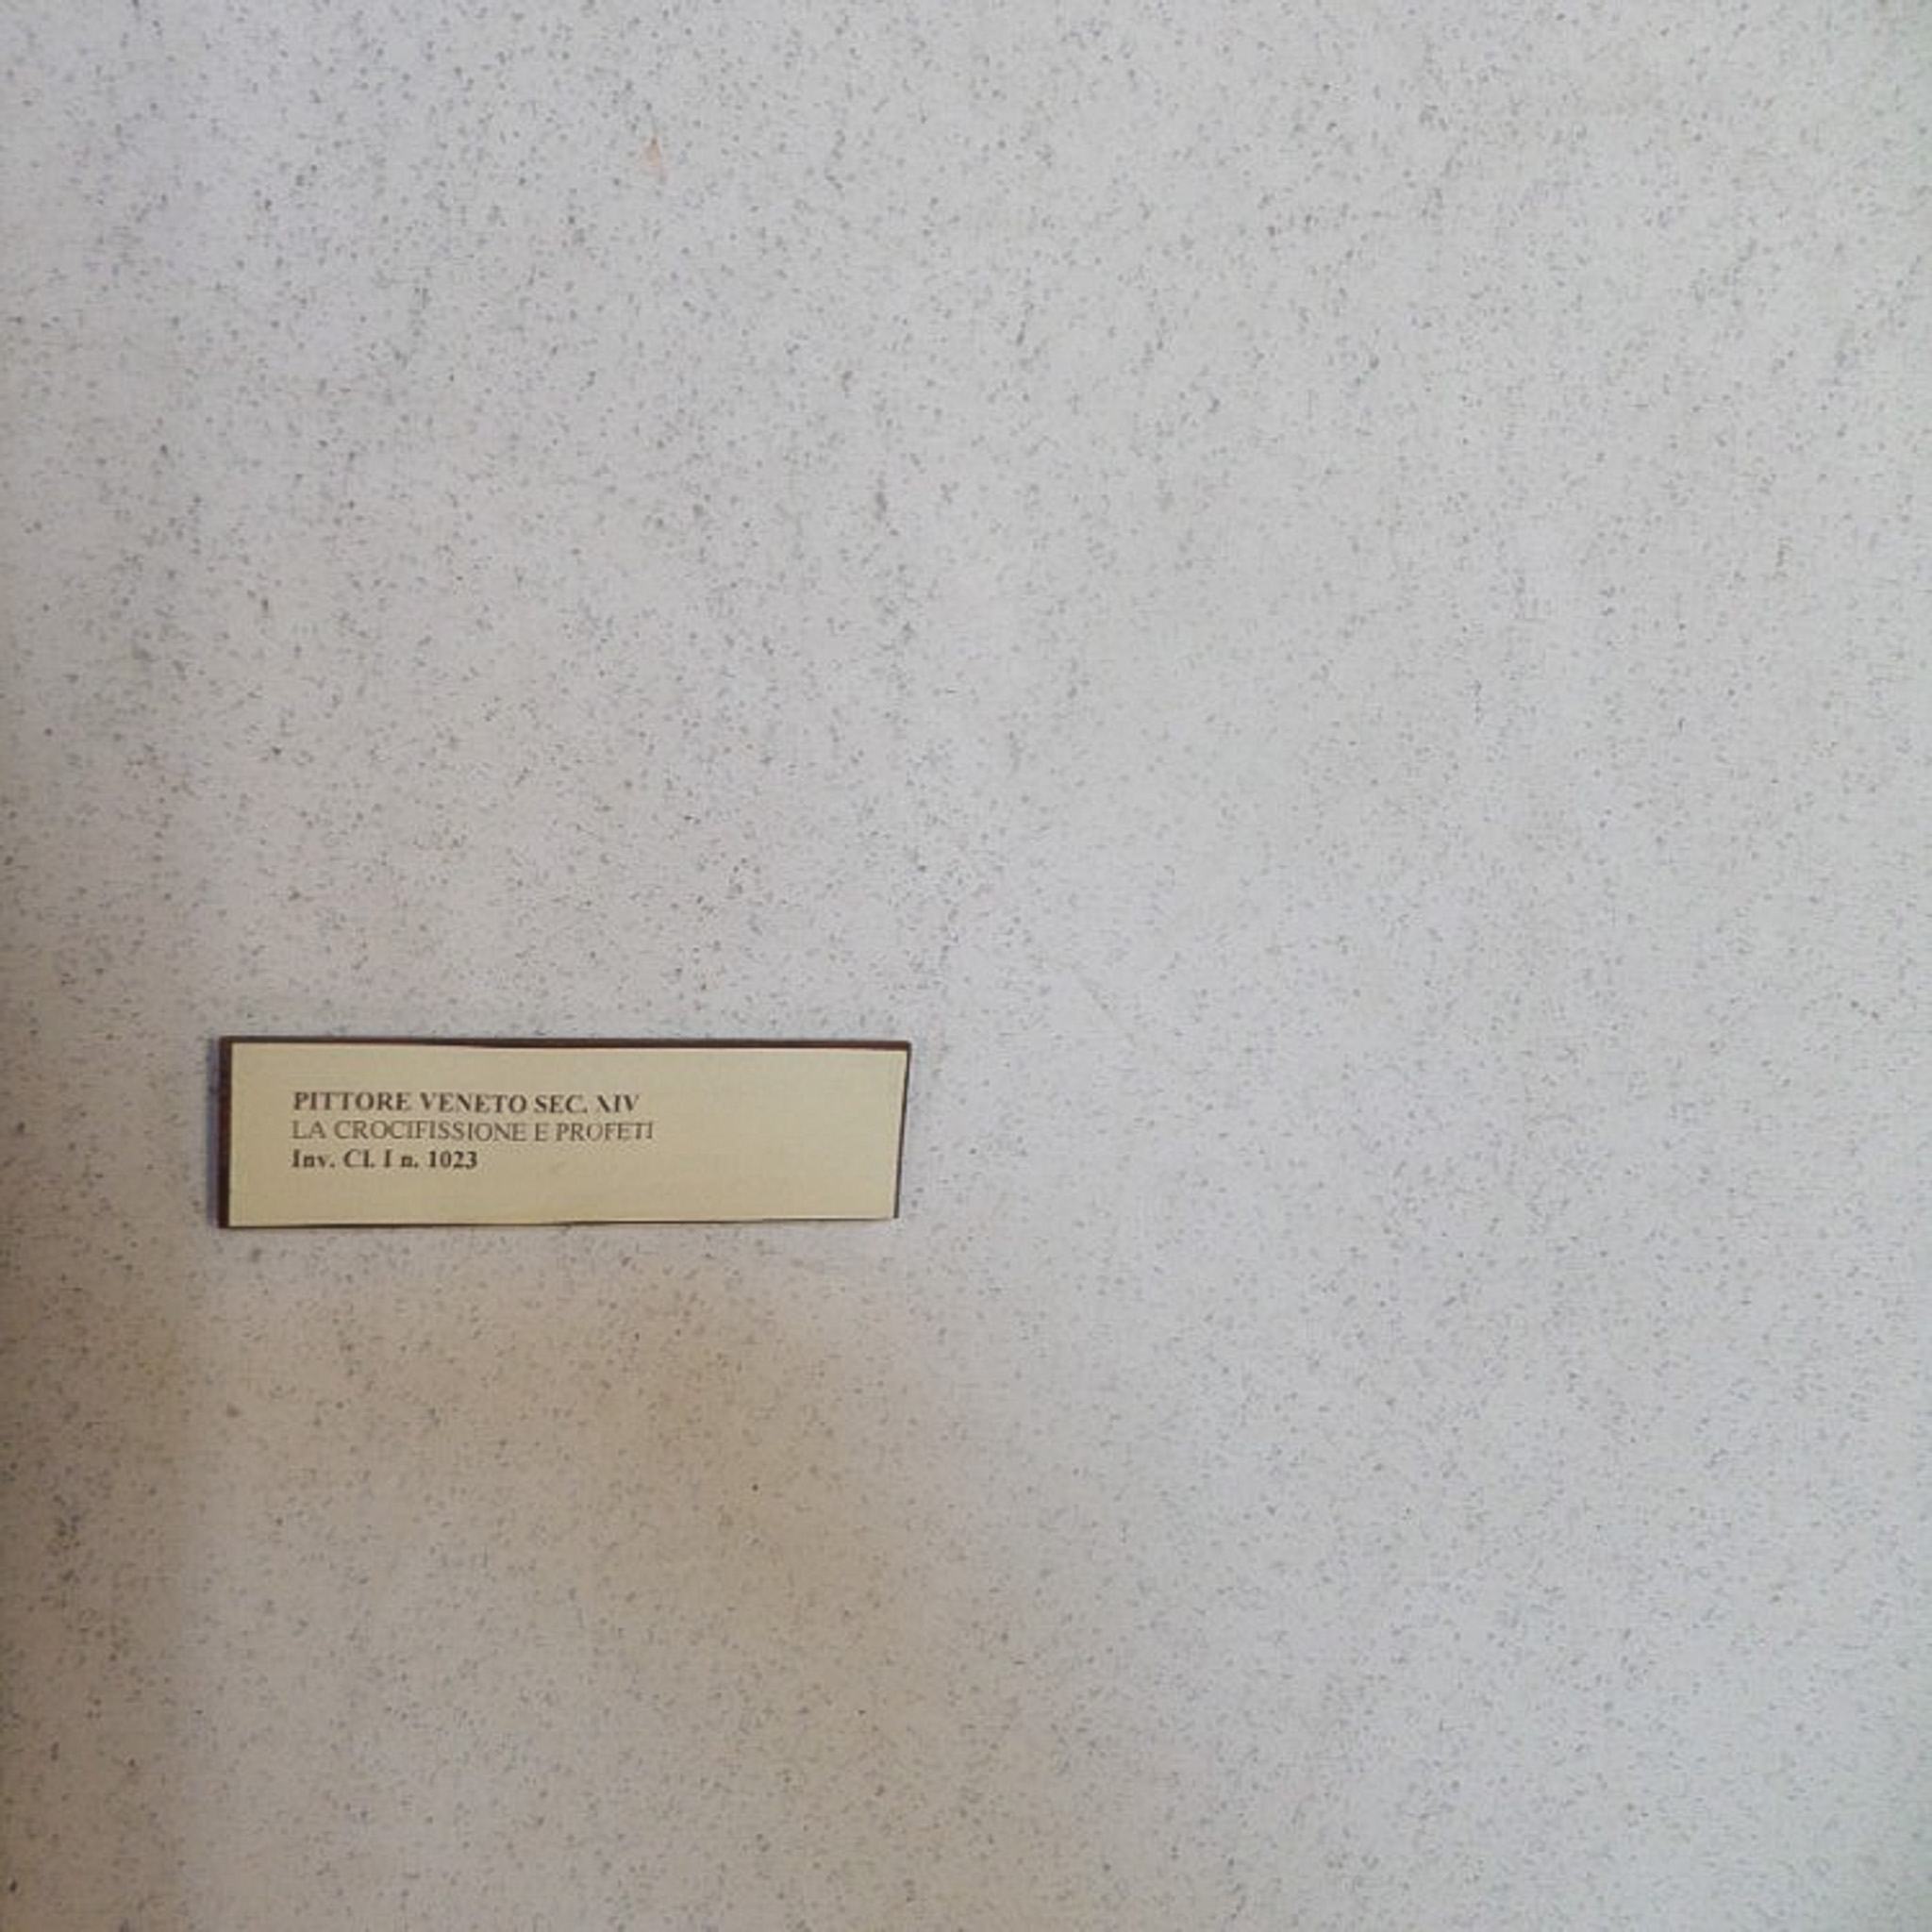 PITTORE VENETO SEC. XIV
LA CROCIFISSIONE E PROFETI
Inv. Cl. I n. 1023